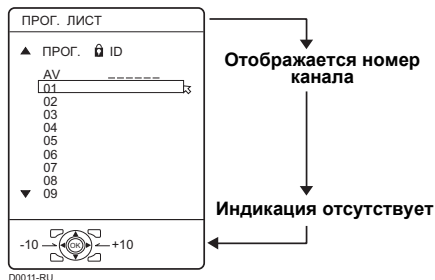 ПРОГ. ЛИСТ
ПРОГ. ID
AV _ _ _ _ _ _
01
02
03
04
05
06
07
08
09
-10 OK +10
Отображается номер
канала
Индикация отсутствует
D0011-RU